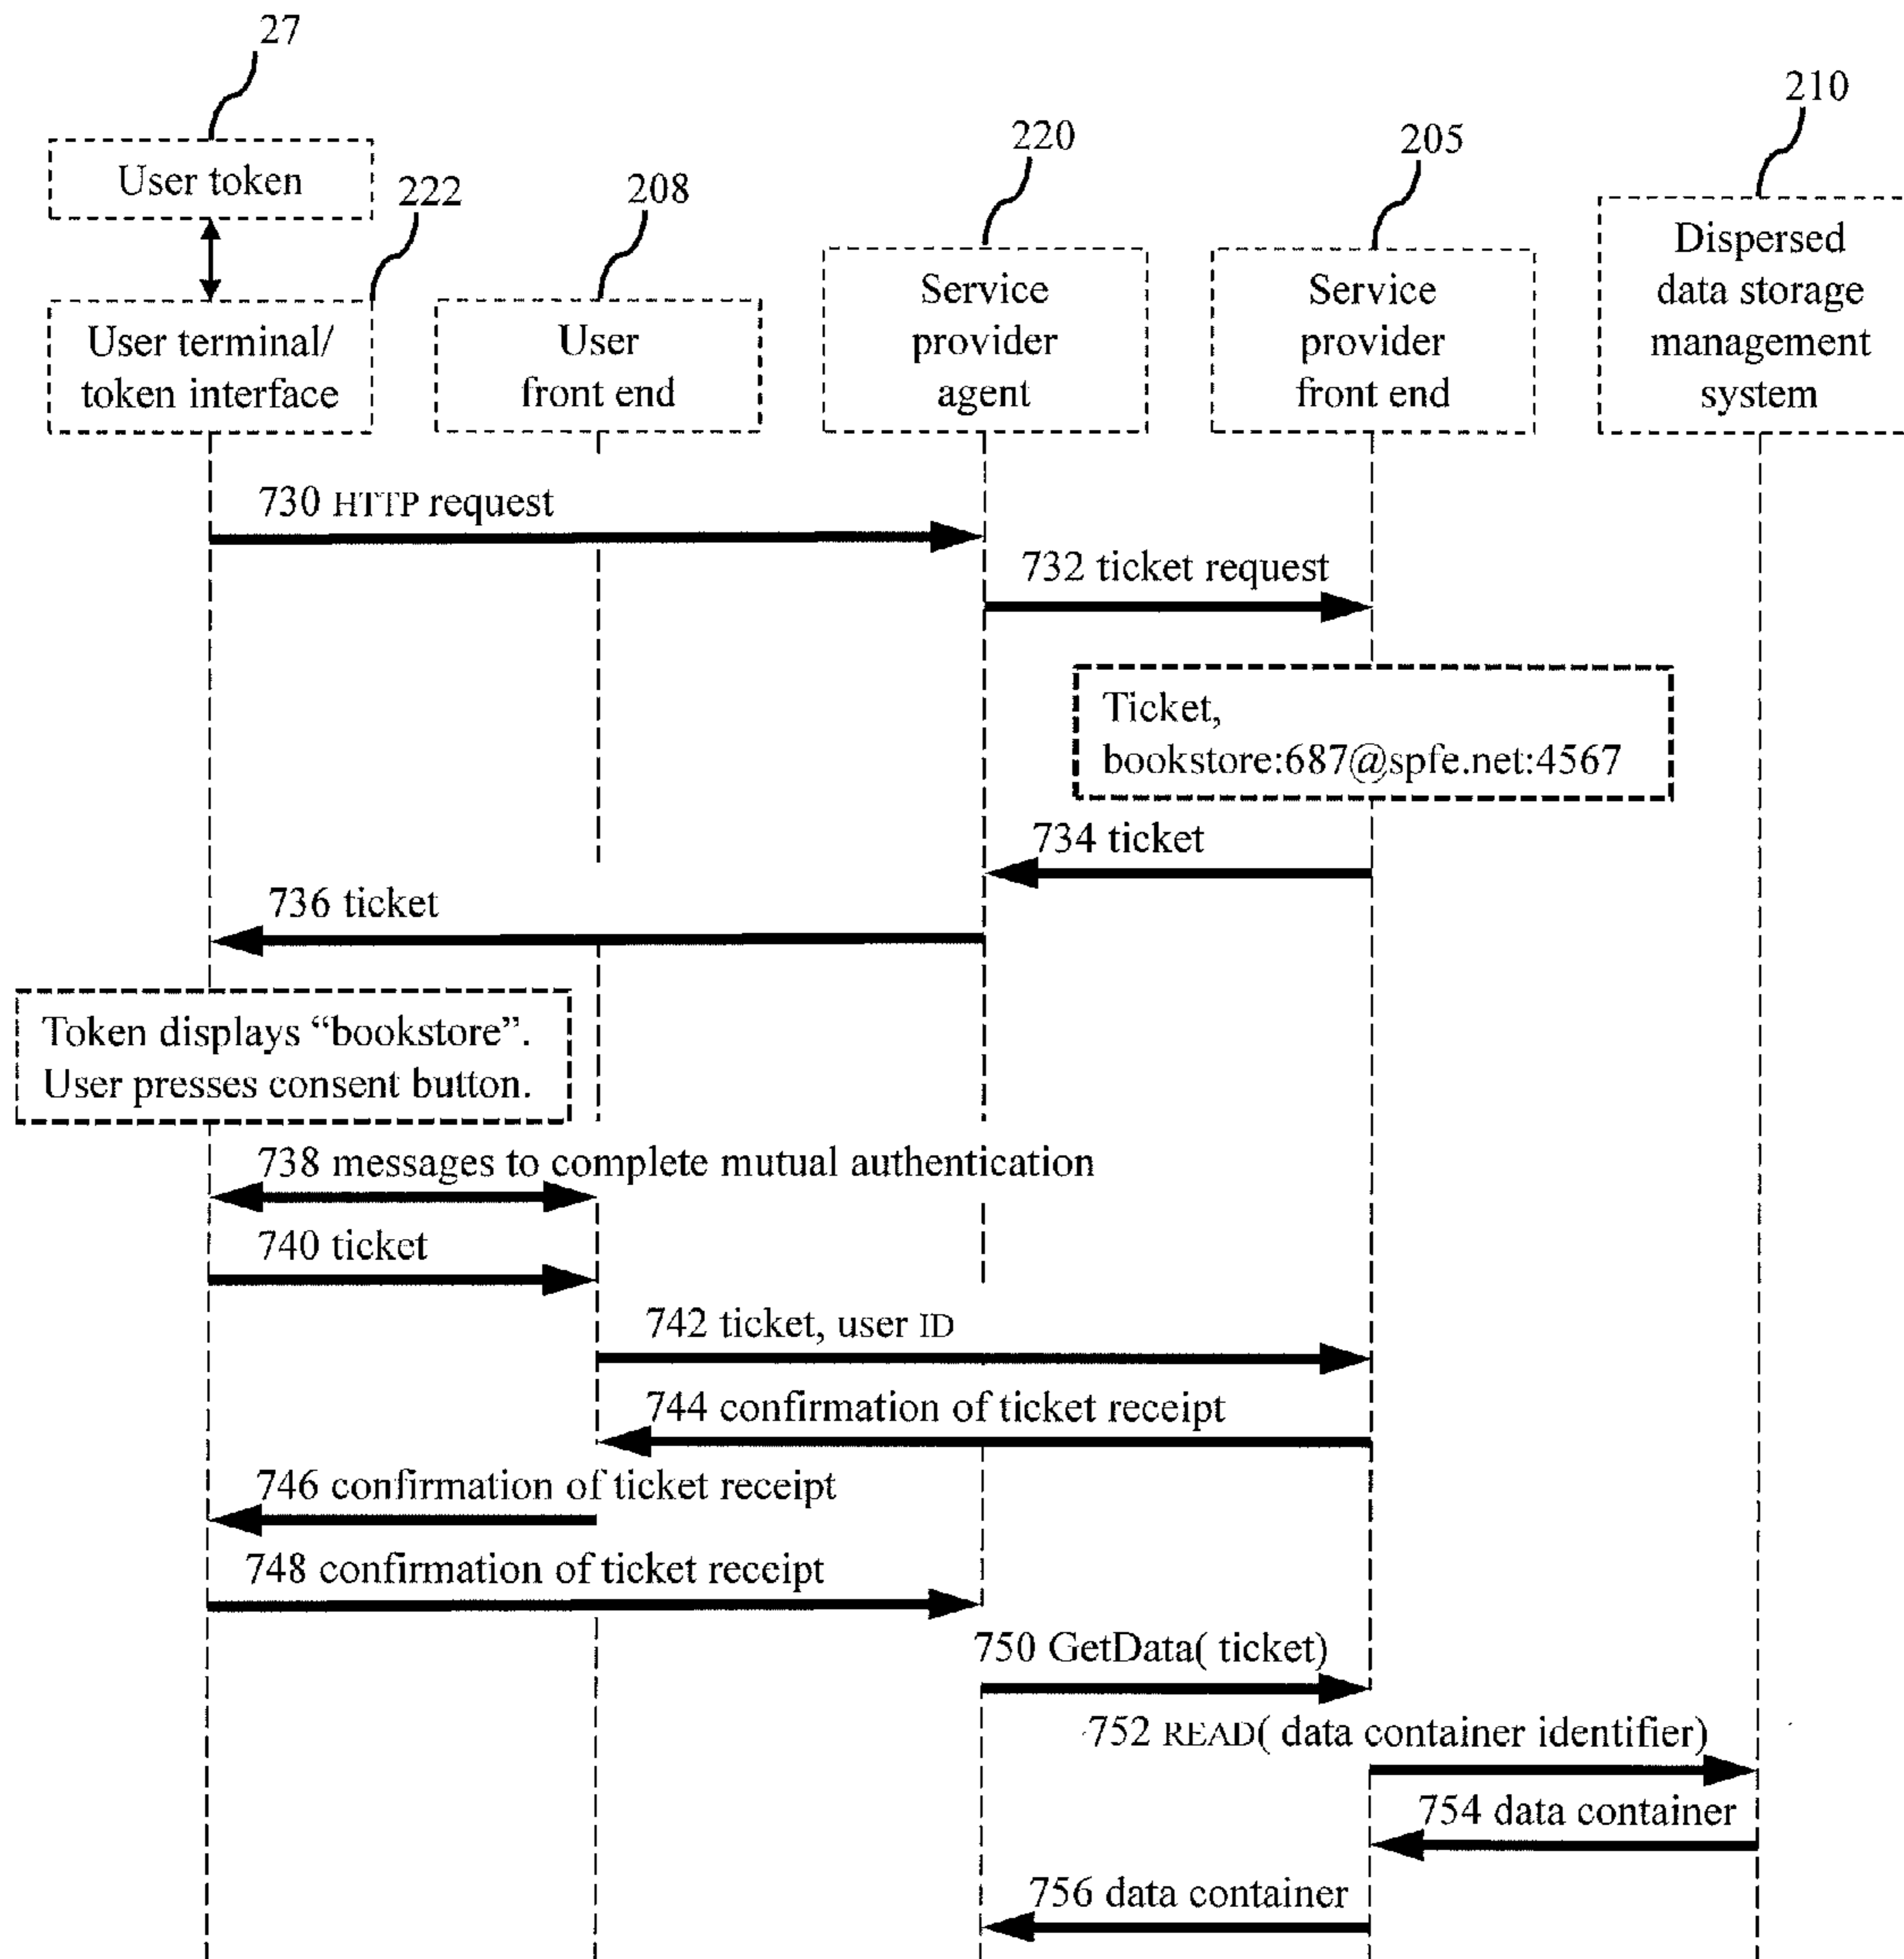 27
210
220
205
User token
222
208
Dispersed
data storage
management
system
Service
provider
agent
Service
provider
front end
User terminal/
token interface
User
front end
730 HTTP request
732 ticket request
Ticket,
bookstore:687@spfe.net:4567
734 ticket
736 ticket
Token displays “bookstore”.
User presses consent button.
738 messages to complete mutual authentication
740 ticket
742 ticket, user ID
744 confirmation of ticket receipt
746 confirmation of ticket receipt
748 confirmation of ticket receipt
750 GetData( ticket)
752 READ( data container identifier)
754 data container
756 data container